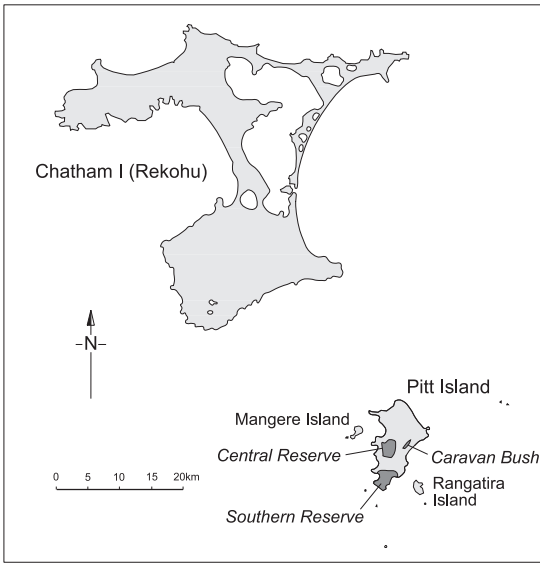 Chatham I (Rekohu)
-N-
Pitt Island
Mangere Island
Central Reserve
Caravan Bush
Rangatira
Island
0 5 10 15 20km
Southern Reserve